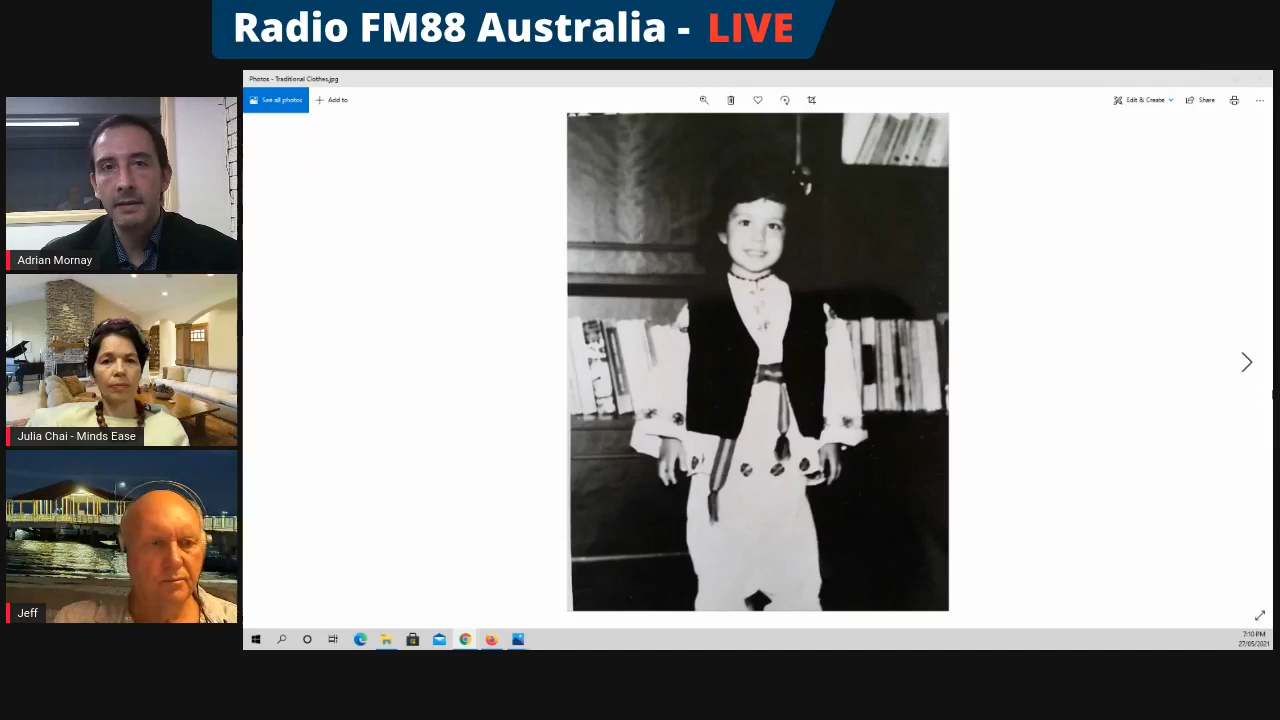 Radio FM88 Australia - LIVE
Photos - Traditional Clothes.jpg
See all photos
Add to
Edit & Create
Share
Adrian Mornay
Julia Chai - Minds Ease
Jeff
7:10 PM
27/05/2021